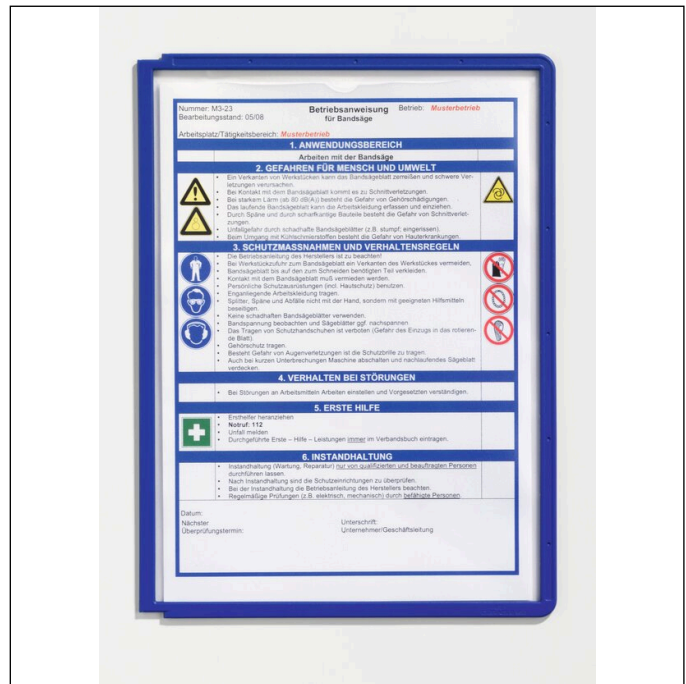 Nummer: M3-23
Betriebsanweisung
Betrieb: Musterbetrieb
Bearbeitungsstand: 05/08
für Bandsäge
Arbeitsplatz/Tätigkeitsbereich: Musterbetrieb
1. ANWENDUNGSBEREICH
Arbeiten mit der Bandsäge
2. GEFAHREN FÜR MENSCH UND UMWELT
• Ein Verkanten von Werkstücken kann das Bandsägeblatt zerreißen und schwere Ver-
letzungen verursachen.
• Bei Kontakt mit dem Bandsägeblatt kommt es zu Schnittverletzungen.
• Bei starkem Lärm (ab 80 dB(A)) besteht die Gefahr von Gehörschädigungen.
• Das laufende Bandsägeblatt kann die Arbeitskleidung erfassen und einziehen.
• Durch Späne und durch scharfkantige Bauteile besteht die Gefahr von Schnittverlet-
zungen.
• Unfallgefahr durch schadhafte Bandsägeblätter (z.B. stumpf, eingerissen).
• Beim Umgang mit Kühlschmierstoffen besteht die Gefahr von Hauterkrankungen.
3. SCHUTZMASSNAHMEN UND VERHALTENSREGELN
• Die Betriebsanleitung des Herstellers ist zu beachten!
• Bei Werkstückzufuhr zum Bandsägeblatt ein Verkanten des Werkstückes vermeiden.
• Bandsägeblatt bis auf den zum Schneiden benötigten Teil verkleiden.
• Kontakt mit dem Bandsägeblatt muß vermieden werden.
• Persönliche Schutzausrüstungen (incl. Hautschutz) benutzen.
• Enganliegende Arbeitskleidung tragen.
• Splitter, Späne und Abfälle nicht mit der Hand, sondern mit geeigneten Hilfsmitteln
beseitigen.
• Keine schadhaften Bandsägeblätter verwenden.
• Bandspannung beobachten und Sägeblätter ggf. nachspannen.
• Das Tragen von Schutzhandschuhen ist verboten (Gefahr des Einzugs in das rotieren-
de Blatt).
• Gehörschutz tragen.
• Besteht Gefahr von Augenverletzungen ist die Schutzbrille zu tragen.
• Auch bei kurzen Unterbrechungen Maschine abschalten und nachlaufendes Sägeblatt
verdecken.
4. VERHALTEN BEI STÖRUNGEN
• Bei Störungen an Arbeitsmitteln Arbeiten einstellen und Vorgesetzten verständigen.
5. ERSTE HILFE
• Ersthelfer heranziehen
• Notruf: 112
• Unfall melden
• Durchgeführte Erste – Hilfe – Leistungen immer im Verbandsbuch eintragen.
6. INSTANDHALTUNG
• Instandhaltung (Wartung, Reparatur) nur von qualifizierten und beauftragten Personen
durchführen lassen.
• Nach Instandhaltung sind die Schutzeinrichtungen zu überprüfen.
• Bei der Instandhaltung die Betriebsanleitung des Herstellers beachten.
• Regelmäßige Prüfungen (z.B. elektrisch, mechanisch) durch befähigte Personen.
Datum:
Nächster
Unterschrift:
Überprüfungstermin:
Unternehmer/Geschäftsleitung